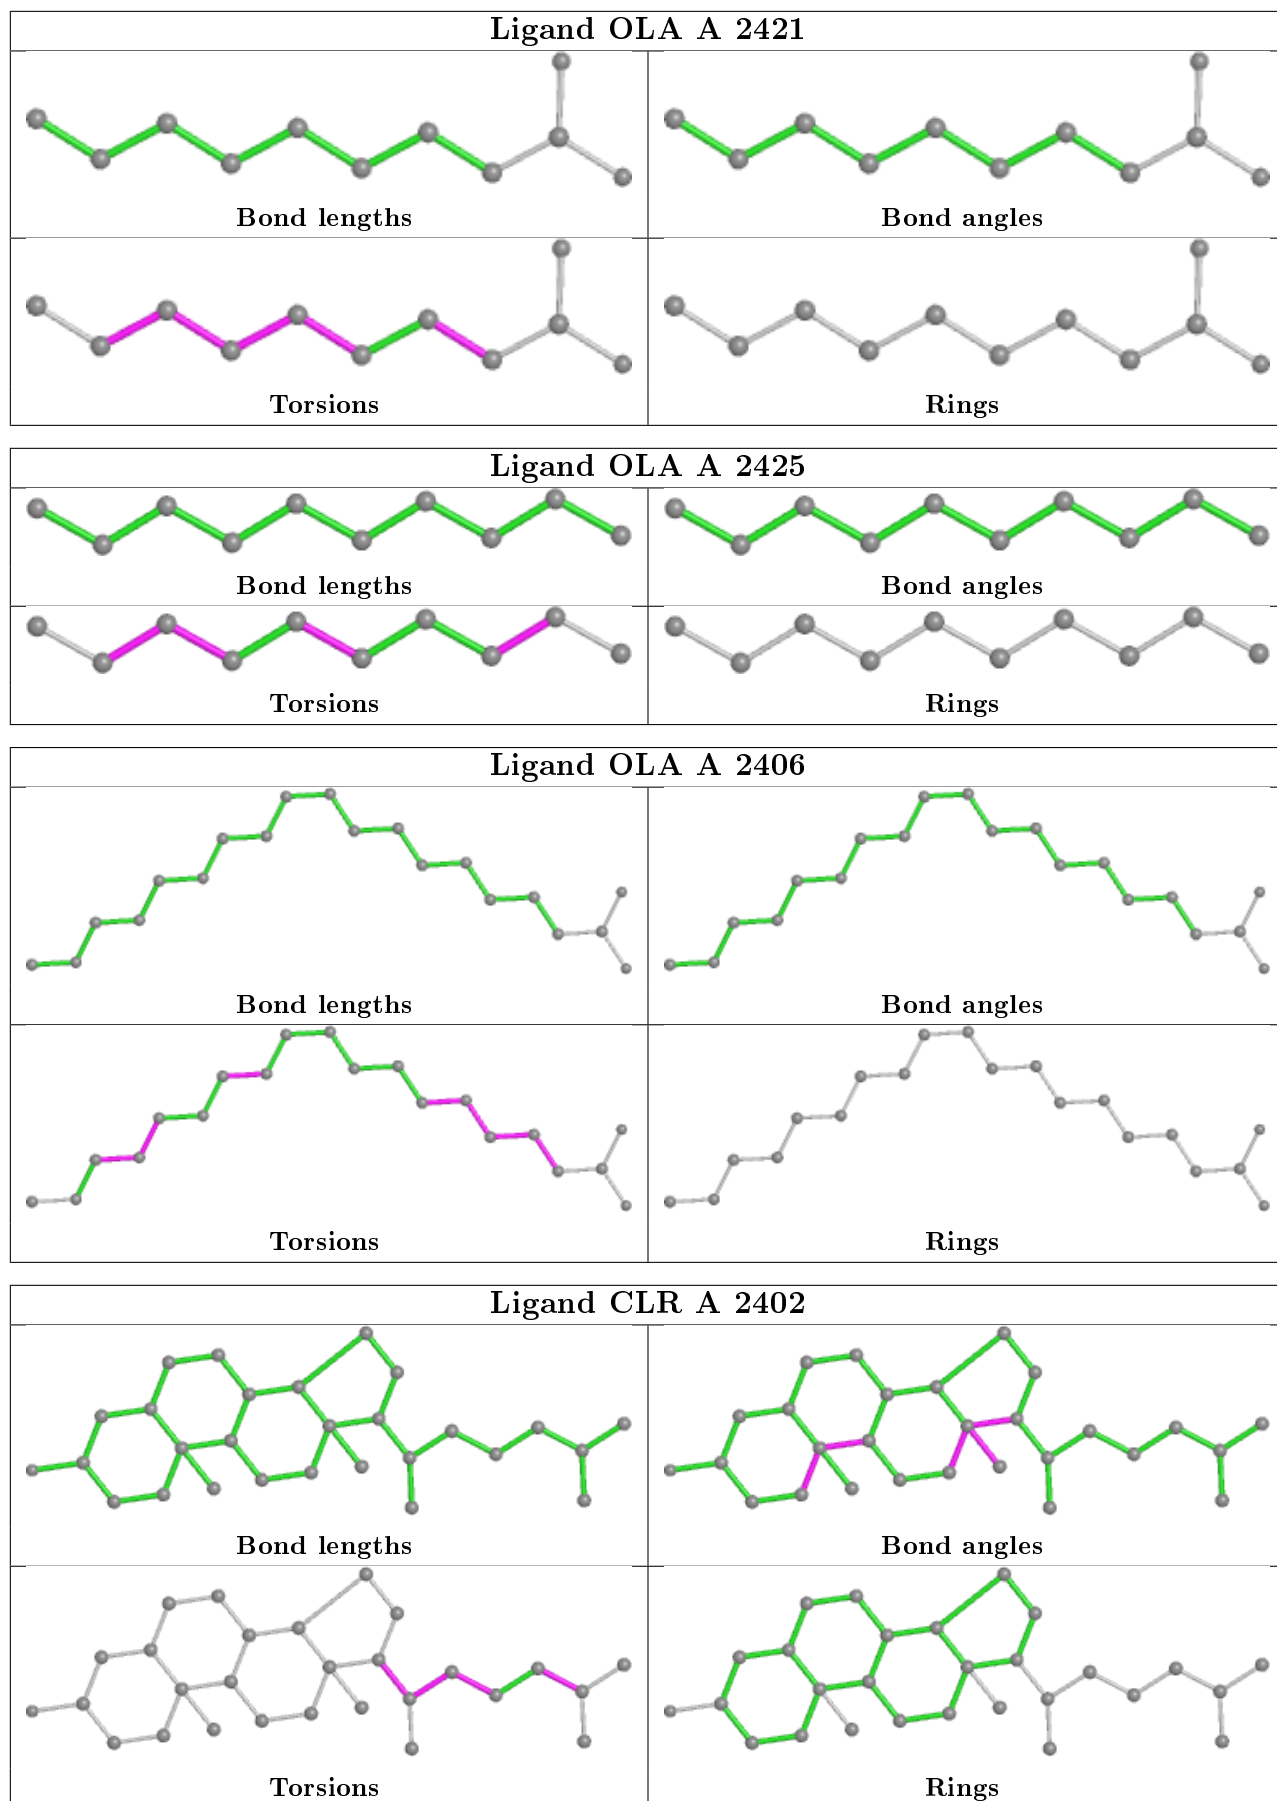 Ligand OLA A 2421
Bond lengths
Bond angles
Torsions
Rings
Ligand OLA A 2425
Bond lengths
Bond angles
Torsions
Rings
Ligand OLA A 2406
Bond lengths
Bond angles
Torsions
Rings
Ligand CLR A 2402
Bond lengths
Bond angles
Torsions
Rings